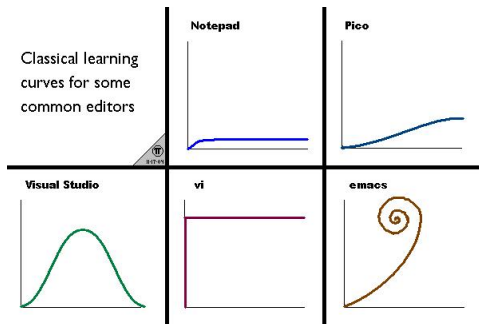 Classical learning
curves for some
common editors
Notepad
Pico
Visual Studio
vi
emacs